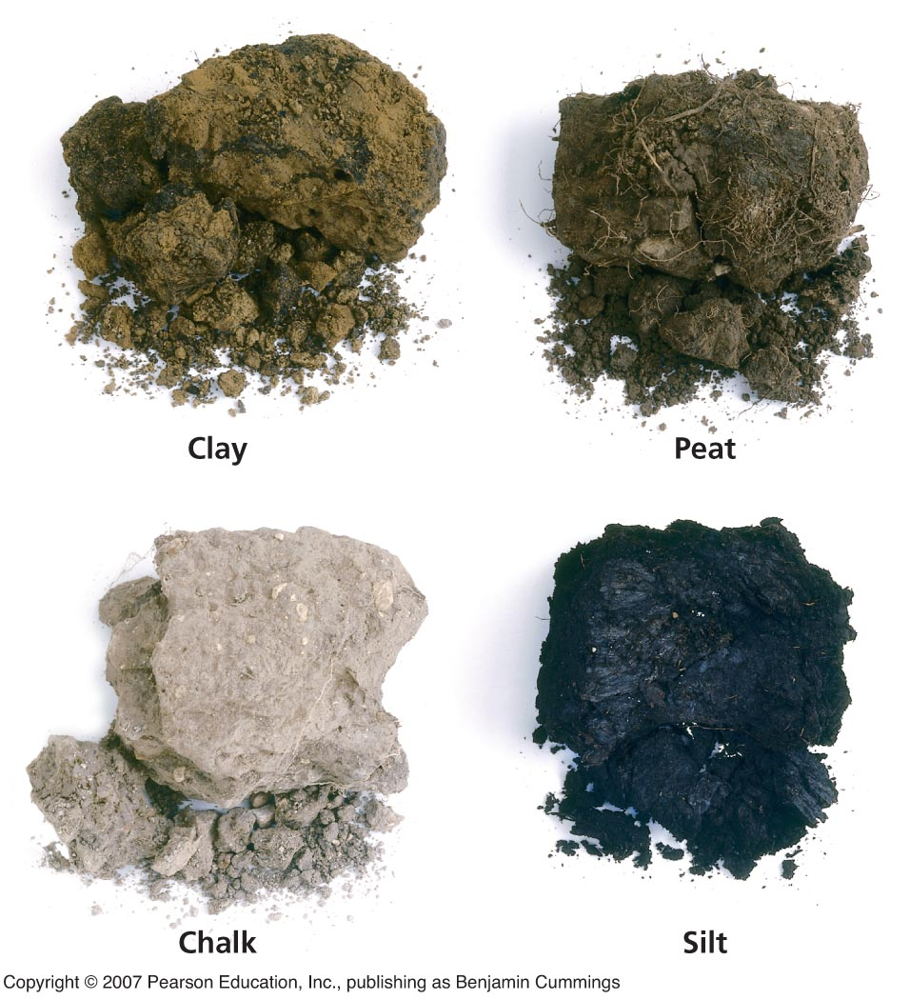 Clay
Peat
Chalk
Silt
Copyright © 2007 Pearson Education, Inc., publishing as Benjamin Cummings